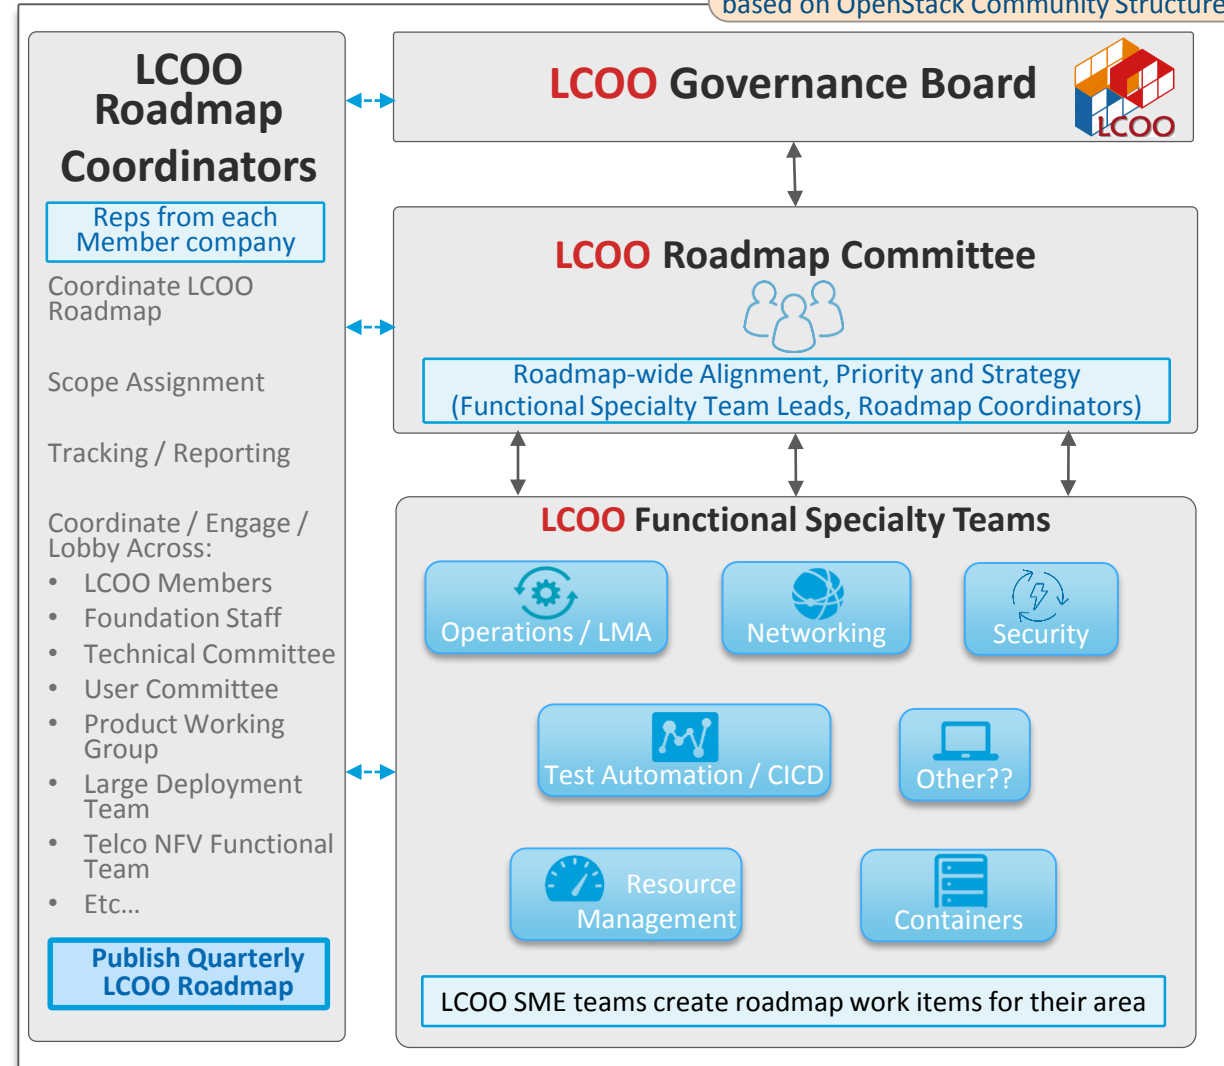 based on OpenStack Community Structure
LCOO
Roadmap
Coordinators
Reps from each
Member company
Coordinate LCOO
Roadmap
Scope Assignment
Tracking / Reporting
Coordinate / Engage /
Lobby Across:
• LCOO Members
• Foundation Staff
• Technical Committee
• User Committee
• Product Working
Group
• Large Deployment
Team
• Telco NFV Functional
Team
• Etc…
Publish Quarterly
LCOO Roadmap
LCOO Governance Board
LCOO
LCOO Roadmap Committee
Roadmap-wide Alignment, Priority and Strategy
(Functional Specialty Team Leads, Roadmap Coordinators)
LCOO Functional Specialty Teams
Operations / LMA
Networking
Security
Test Automation / CICD
Other??
Resource
Management
Containers
LCOO SME teams create roadmap work items for their area